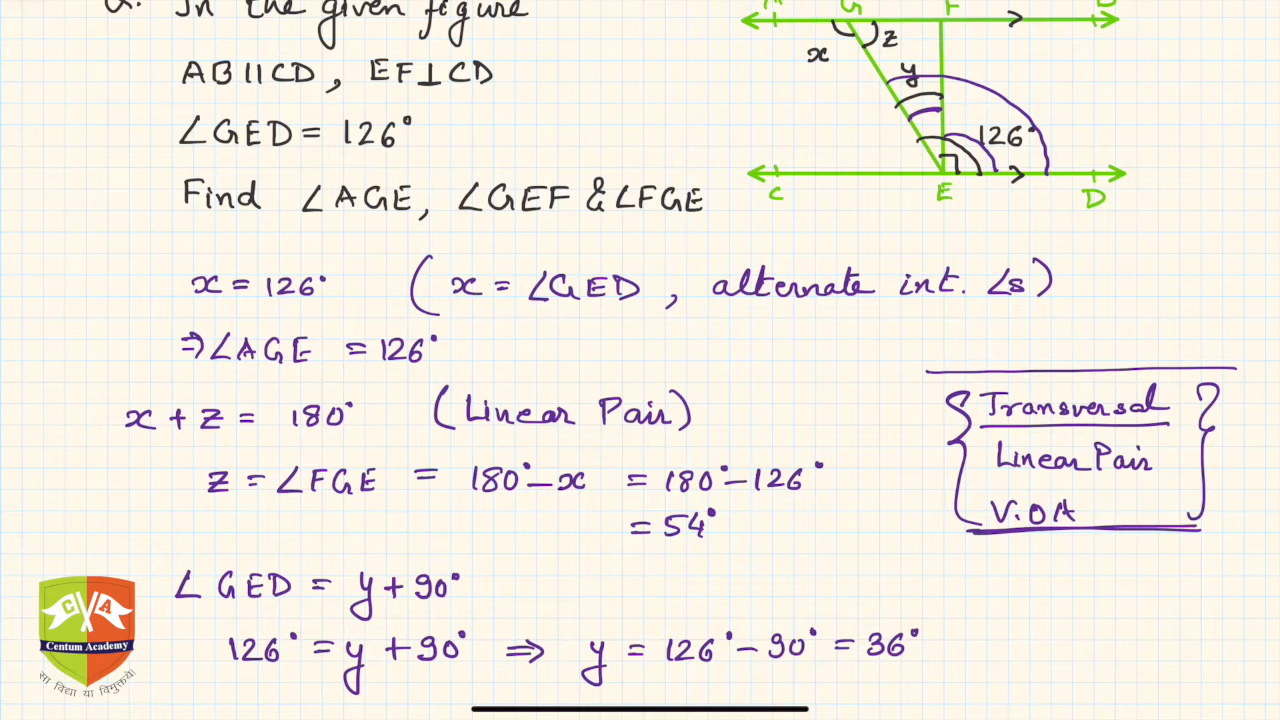 Q. In the given figure
AB||CD, EF⊥CD
∠GED = 126°
Find ∠AGE, ∠GEF & ∠FGE
G F
x z
y
126°
C E D
x = 126° (x = ∠GED, alternate int. ∠s)
⇒ ∠AGE = 126°
x + z = 180° (Linear Pair)
z = ∠FGE = 180° - x = 180° - 126°
= 54°
Transversal
Linear Pair
V.O.A
∠GED = y + 90°
126° = y + 90° ⇒ y = 126° - 90° = 36°
C A
Centum Academy
सा विद्या या विमुक्तये।